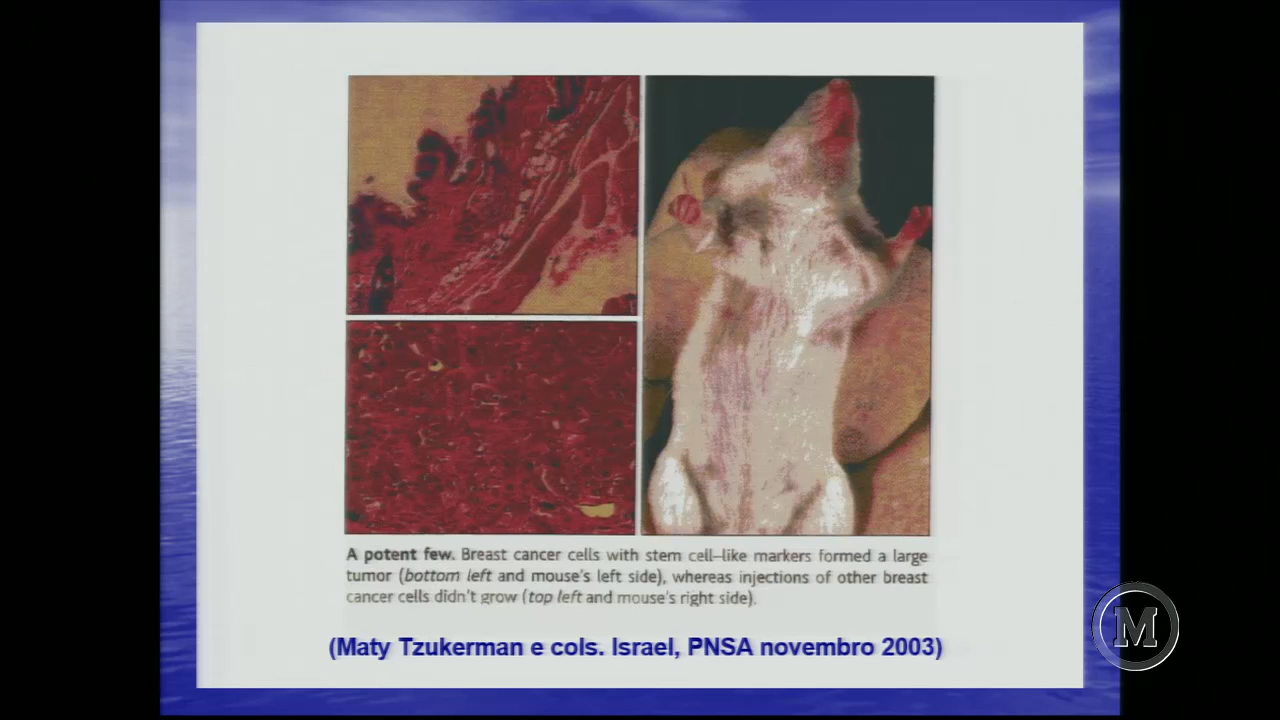 A potent few. Breast cancer cells with stem cell–like markers formed a large
tumor (bottom left and mouse's left side), whereas injections of other breast
cancer cells didn't grow (top left and mouse's right side).
(Maty Tzukerman e cols. Israel, PNSA novembro 2003)
M